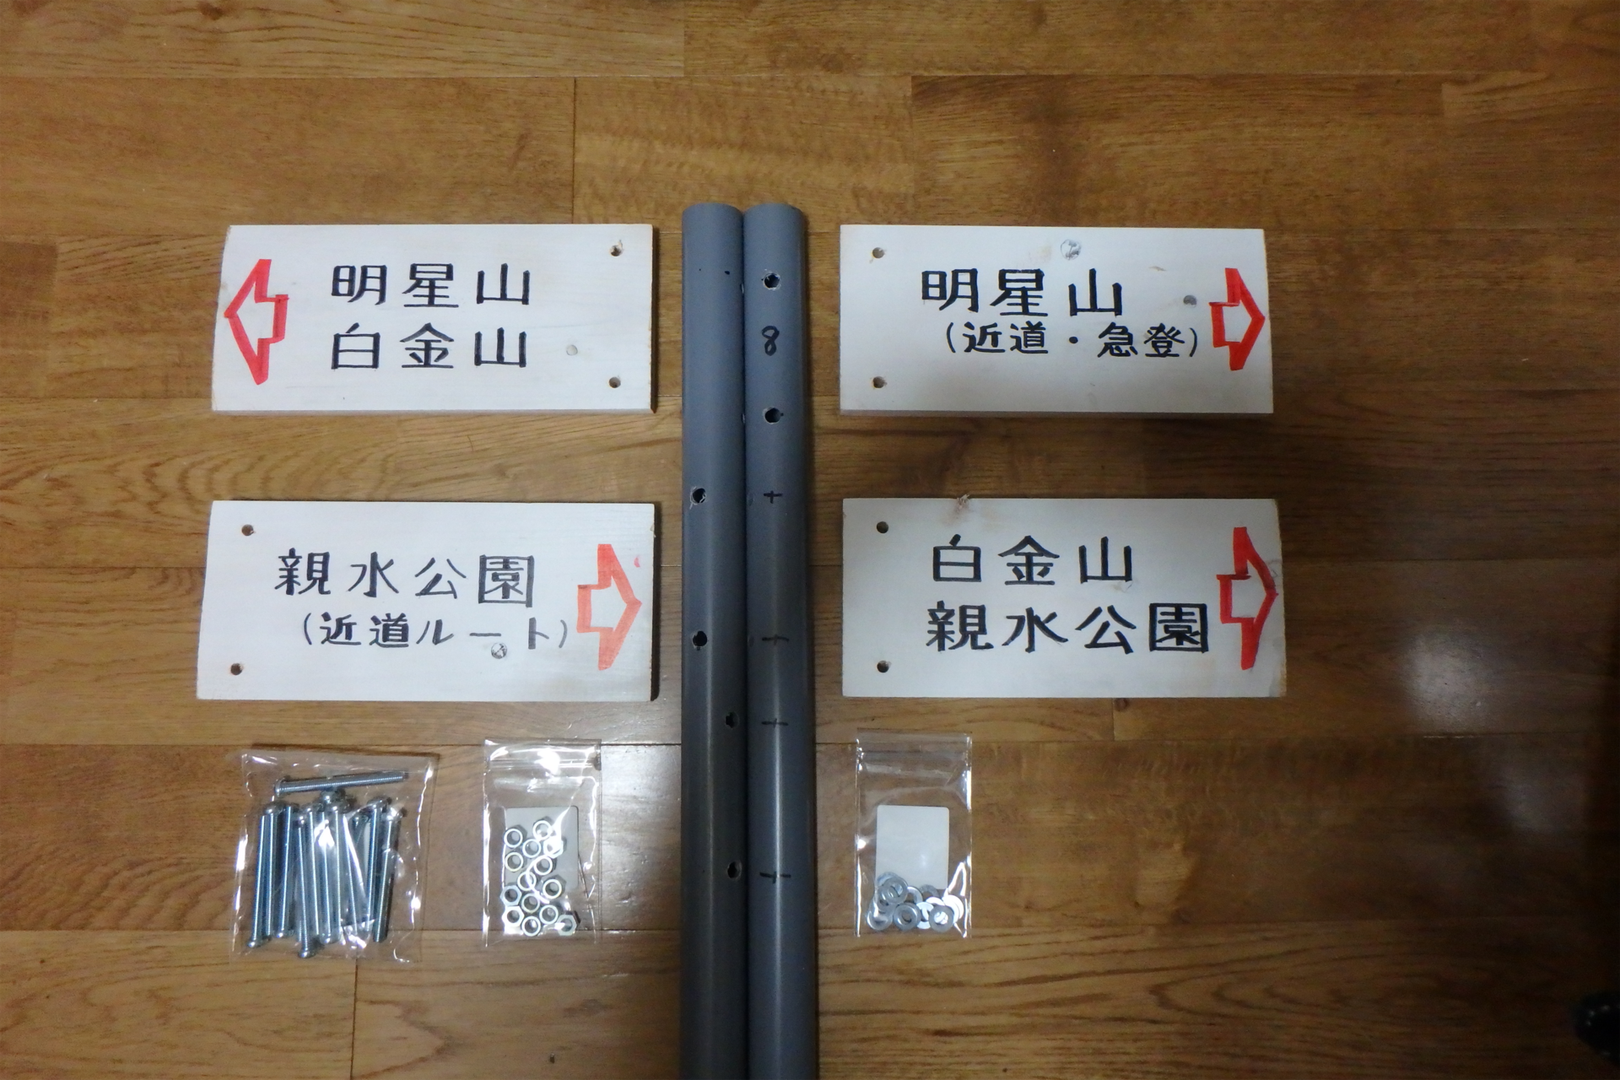 明星山
白金山
8
明星山
(近道・急登)
親水公園
(近道ルート)
白金山
親水公園